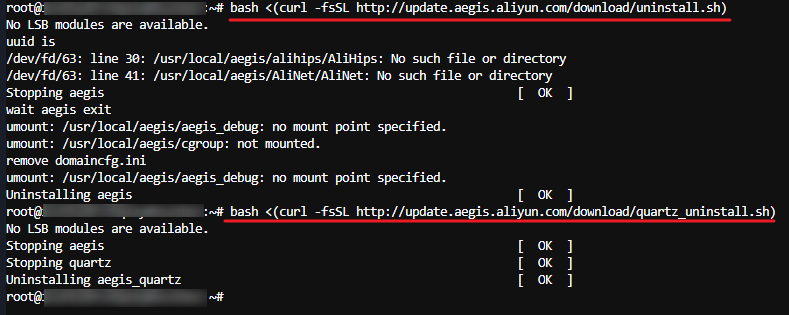 root@ :~# bash <(curl -fsSL http://update.aegis.aliyun.com/download/uninstall.sh)
No LSB modules are available.
uuid is
/dev/fd/63: line 30: /usr/local/aegis/alihips/AliHips: No such file or directory
/dev/fd/63: line 41: /usr/local/aegis/AliNet/AliNet: No such file or directory
Stopping aegis [ OK ]
wait aegis exit
umount: /usr/local/aegis/aegis_debug: no mount point specified.
umount: /usr/local/aegis/cgroup: not mounted.
remove domaincfg.ini
umount: /usr/local/aegis/aegis_debug: no mount point specified.
Uninstalling aegis [ OK ]
root@ :~# bash <(curl -fsSL http://update.aegis.aliyun.com/download/quartz_uninstall.sh)
No LSB modules are available.
Stopping aegis [ OK ]
Stopping quartz [ OK ]
Uninstalling aegis_quartz [ OK ]
root@ ~#